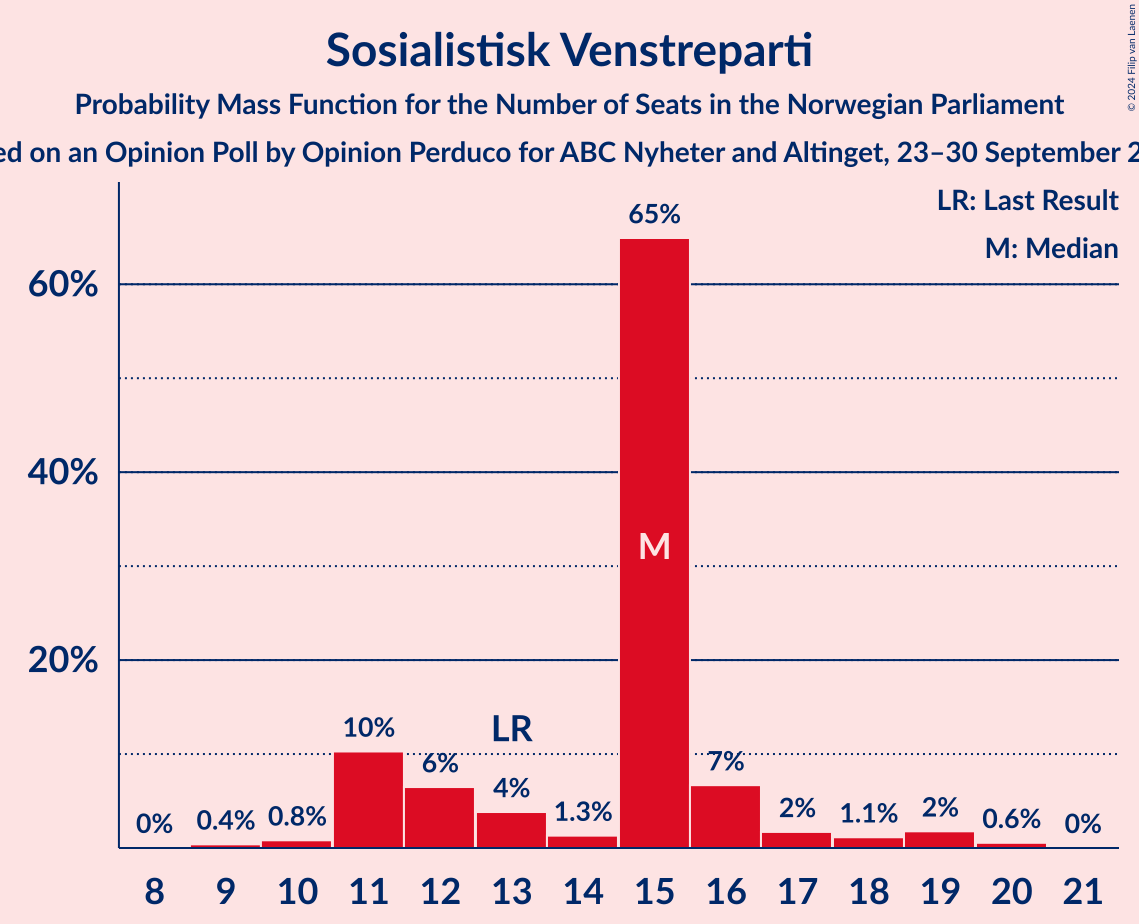 Sosialistisk Venstreparti
Probability Mass Function for the Number of Seats in the Norwegian Parliament
ed on an Opinion Poll by Opinion Perduco for ABC Nyheter and Altinget, 23–30 September 2
© 2024 Filip van Laenen
LR: Last Result
M: Median
60%
40%
20%
0%
0.4%
0.8%
10%
6%
4%
1.3%
65%
7%
2%
1.1%
2%
0.6%
0%
LR
M
8 9 10 11 12 13 14 15 16 17 18 19 20 21